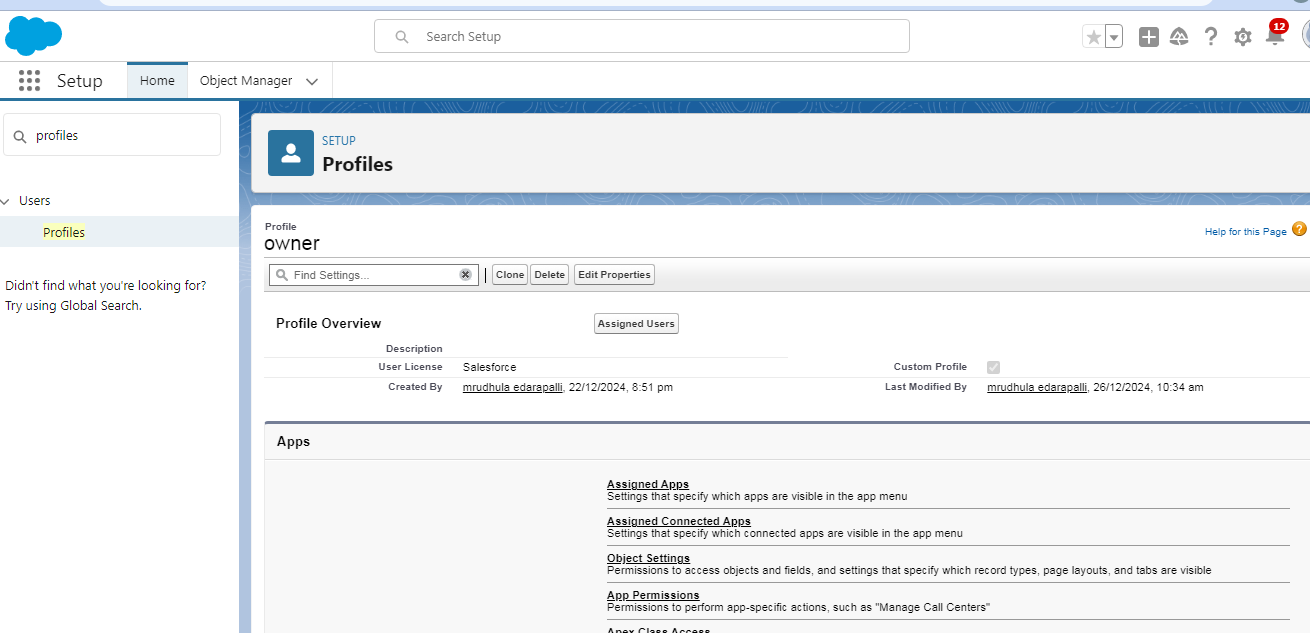 Search Setup
12
Setup
Home
Object Manager
profiles
SETUP
Profiles
Users
Profiles
Didn't find what you're looking for?
Try using Global Search.
Profile
owner
Help for this Page ?
Find Settings...
Clone
Delete
Edit Properties
Profile Overview
Assigned Users
Description
User License Salesforce
Custom Profile
Created By mrudhula edarapalli, 22/12/2024, 8:51 pm
Last Modified By mrudhula edarapalli, 26/12/2024, 10:34 am
Apps
Assigned Apps
Settings that specify which apps are visible in the app menu
Assigned Connected Apps
Settings that specify which connected apps are visible in the app menu
Object Settings
Permissions to access objects and fields, and settings that specify which record types, page layouts, and tabs are visible
App Permissions
Permissions to perform app-specific actions, such as "Manage Call Centers"
Apex Class Access